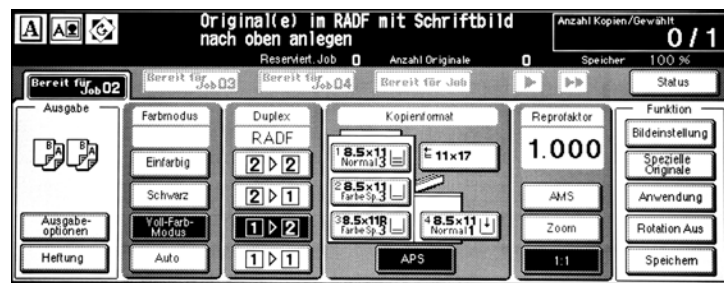 A A
Original(e) in RADF mit Schriftbild
nach oben anlegen
Anzahl Kopien/Gewählt
0/1
Reserviert.Job 0 Anzahl Originale 0 Speicher 100 %
Bereit für Job 02
Bereit für Job 03
Bereit für Job 04
Bereit für Job
Status
Ausgabe
B A B A
Ausgabe-
optionen
Heftung
Farbmodus
Einfarbig
Schwarz
Voll-Farb-
Modus
Auto
Duplex
RADF
2 ▷ 2
2 ▷ 1
1 ▷ 2
1 ▷ 1
Kopienformat
1 8.5×11
Normal 3
11×17
2 8.5×11
Farbe Sp. 3
3 8.5×11R
Farbe Sp. 3
4 8.5×11
Normal 1
APS
Reprofaktor
1.000
AMS
Zoom
1:1
Funktion
Bildeinstellung
Spezielle
Originale
Anwendung
Rotation Aus
Speichern